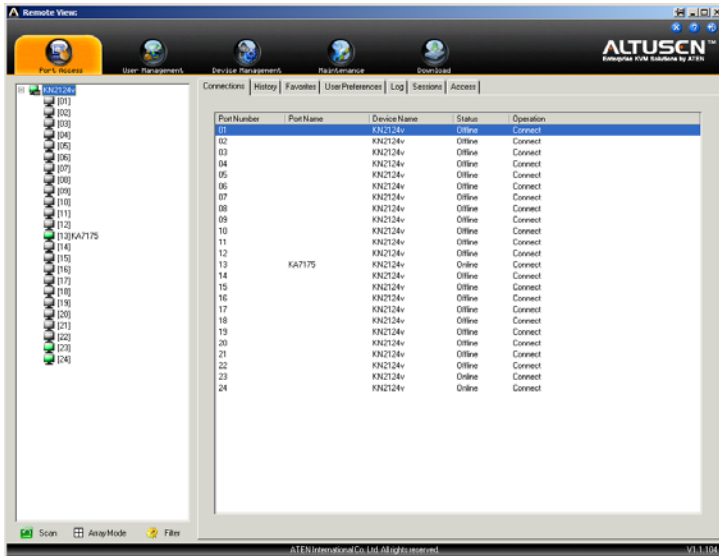 Remote View:
Port Access User Management Device Management Maintenance Download
ALTUSEN™
Enterprise KVM Solutions by ATEN
KN2124v
[01]
[02]
[03]
[04]
[05]
[06]
[07]
[08]
[09]
[10]
[11]
[12]
[13]KA7175
[14]
[15]
[16]
[17]
[18]
[19]
[20]
[21]
[22]
[23]
[24]
Scan Array Mode Filter
Connections History Favorites User Preferences Log Sessions Access
Port Number Port Name Device Name Status Operation
01 KN2124v Offline Connect
02 KN2124v Offline Connect
03 KN2124v Offline Connect
04 KN2124v Offline Connect
05 KN2124v Offline Connect
06 KN2124v Offline Connect
07 KN2124v Offline Connect
08 KN2124v Offline Connect
09 KN2124v Offline Connect
10 KN2124v Offline Connect
11 KN2124v Offline Connect
12 KN2124v Offline Connect
13 KA7175 KN2124v Online Connect
14 KN2124v Offline Connect
15 KN2124v Offline Connect
16 KN2124v Offline Connect
17 KN2124v Offline Connect
18 KN2124v Offline Connect
19 KN2124v Offline Connect
20 KN2124v Offline Connect
21 KN2124v Offline Connect
22 KN2124v Offline Connect
23 KN2124v Online Connect
24 KN2124v Online Connect
ATEN International Co. Ltd. All rights reserved.
V1.1.104